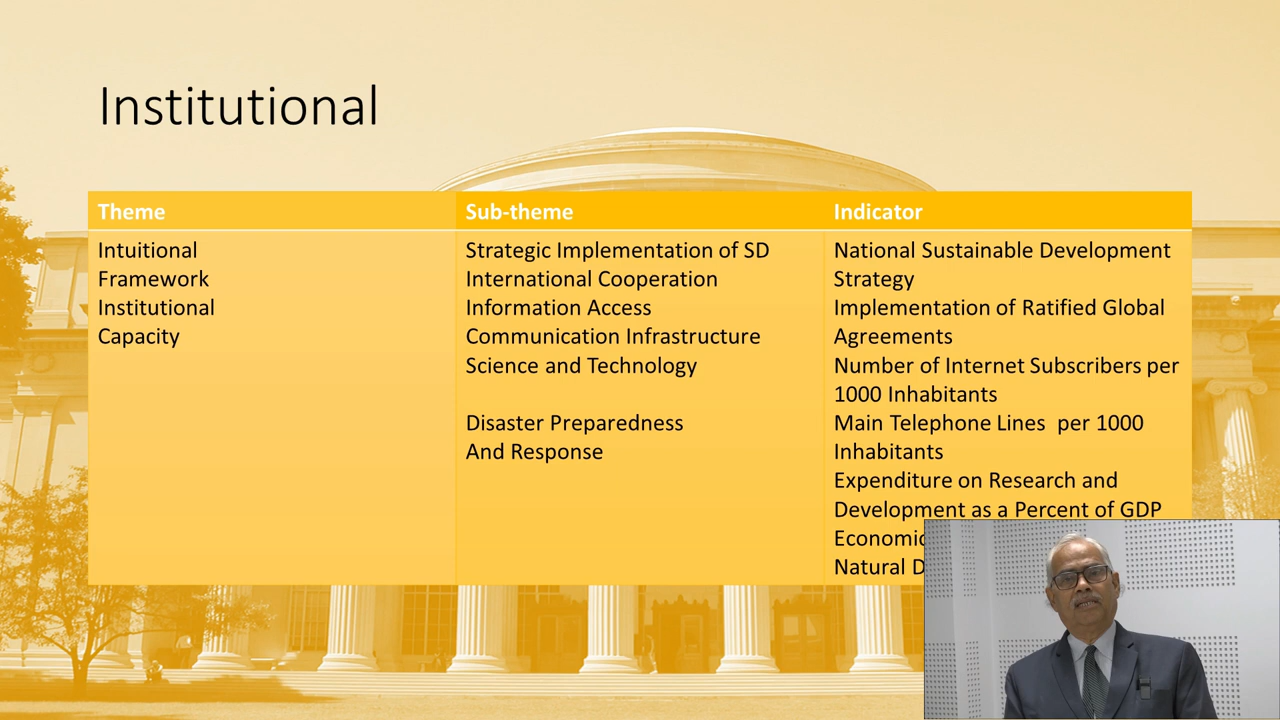 Institutional
Theme
Sub-theme
Indicator
Intuitional
Framework
Institutional
Capacity
Strategic Implementation of SD
International Cooperation
Information Access
Communication Infrastructure
Science and Technology
Disaster Preparedness
And Response
National Sustainable Development
Strategy
Implementation of Ratified Global
Agreements
Number of Internet Subscribers per
1000 Inhabitants
Main Telephone Lines per 1000
Inhabitants
Expenditure on Research and
Development as a Percent of GDP
Economic
Natural